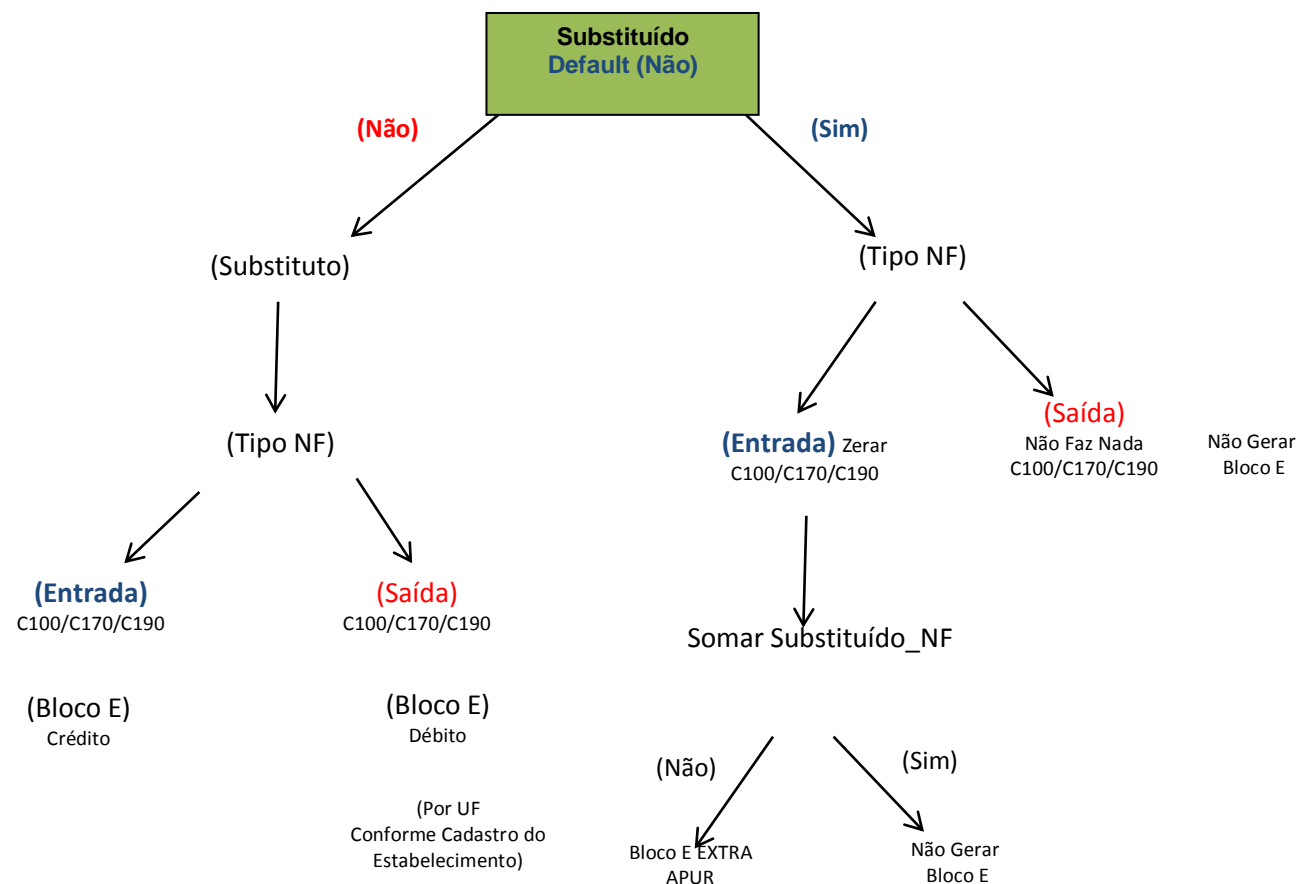 Substituído
Default (Não)
(Não)
(Sim)
(Substituto)
(Tipo NF)
(Tipo NF)
(Entrada) Zerar
C100/C170/C190
(Saída)
Não Faz Nada
C100/C170/C190
Não Gerar
Bloco E
(Entrada)
C100/C170/C190
(Saída)
C100/C170/C190
Somar Substituído_NF
(Bloco E)
Crédito
(Bloco E)
Débito
(Não)
(Sim)
(Por UF
Conforme Cadastro do
Estabelecimento)
Bloco E EXTRA
APUR
Não Gerar
Bloco E